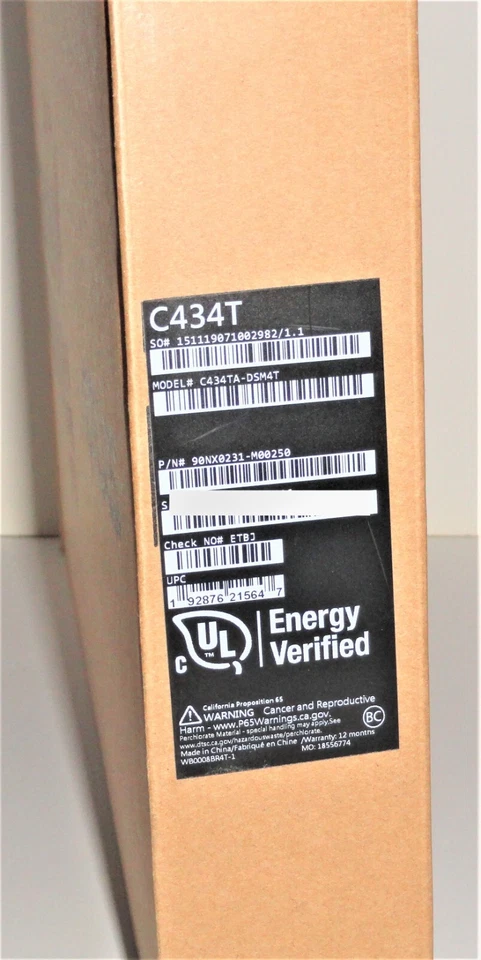 C434T
SO# 151119071002982/1.1
MODEL# C434TA-DSM4T
P/N# 90NX0231-M00250
S
Check NO# ETBJ
UPC
1 92876 21564 7
UL
TM
C
Energy
Verified
California Proposition 65
WARNING Cancer and Reproductive
Harm - www.P65Warnings.ca.gov.
Perchlorate Material - special handling may apply.See
www.dtsc.ca.gov/hazardouswaste/perchlorate.
Made in China/Fabriqué en Chine /Warranty: 12 months
WB0008BR4T-1 MO: 18556774
BC